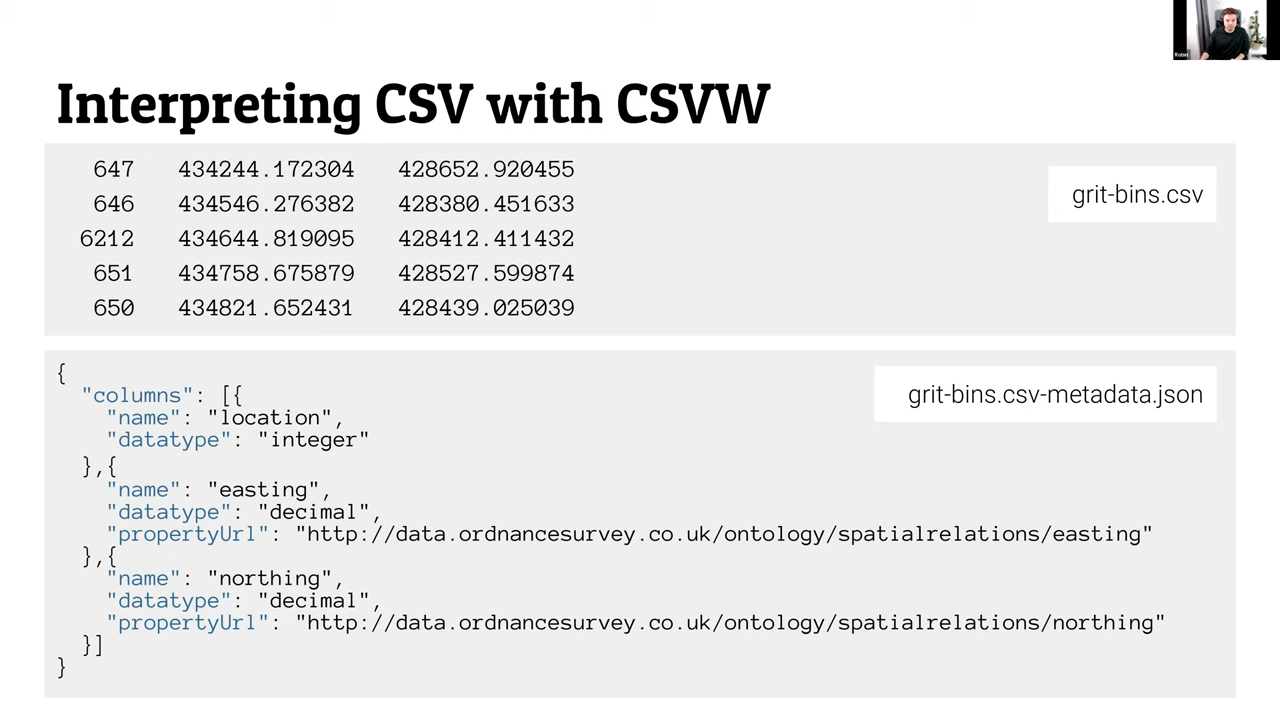 Robin
Interpreting CSV with CSVW
647 434244.172304 428652.920455
646 434546.276382 428380.451633
6212 434644.819095 428412.411432
651 434758.675879 428527.599874
650 434821.652431 428439.025039
grit-bins.csv
{
"columns": [{
"name": "location",
"datatype": "integer"
},{
"name": "easting",
"datatype": "decimal",
"propertyUrl": "http://data.ordnancesurvey.co.uk/ontology/spatialrelations/easting"
},{
"name": "northing",
"datatype": "decimal",
"propertyUrl": "http://data.ordnancesurvey.co.uk/ontology/spatialrelations/northing"
}]
}
grit-bins.csv-metadata.json